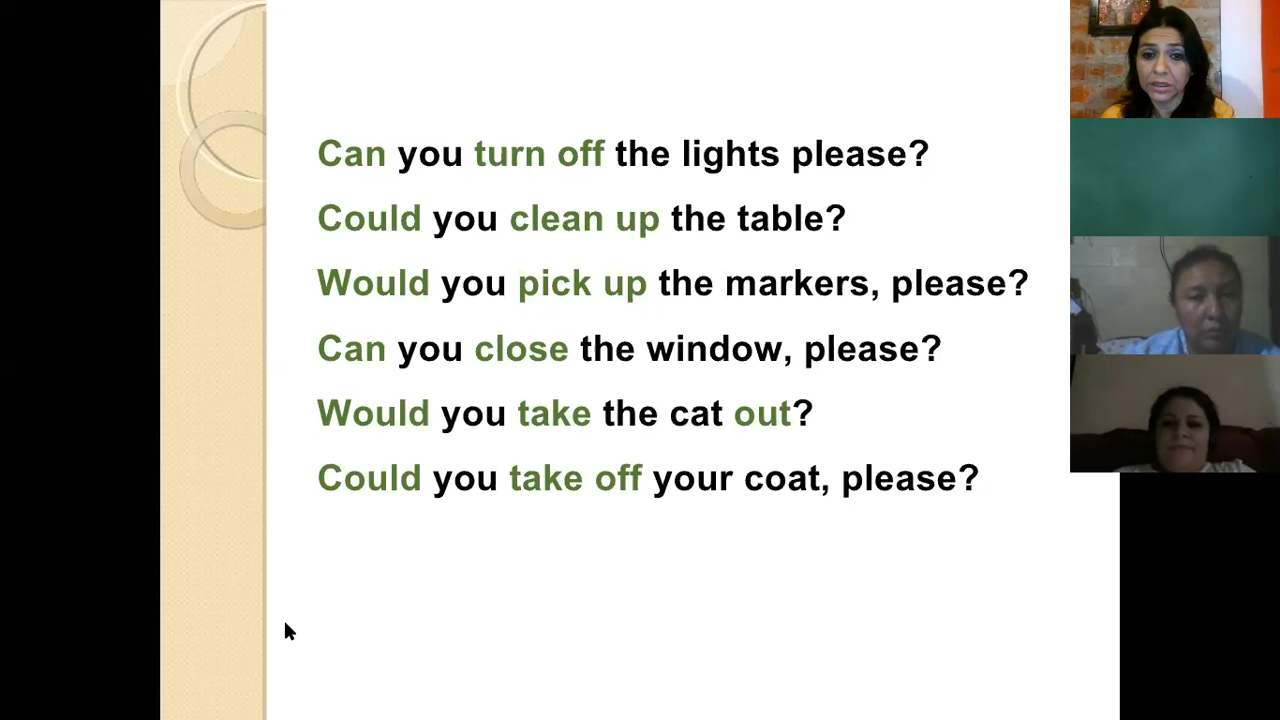 Can you turn off the lights please?
Could you clean up the table?
Would you pick up the markers, please?
Can you close the window, please?
Would you take the cat out?
Could you take off your coat, please?